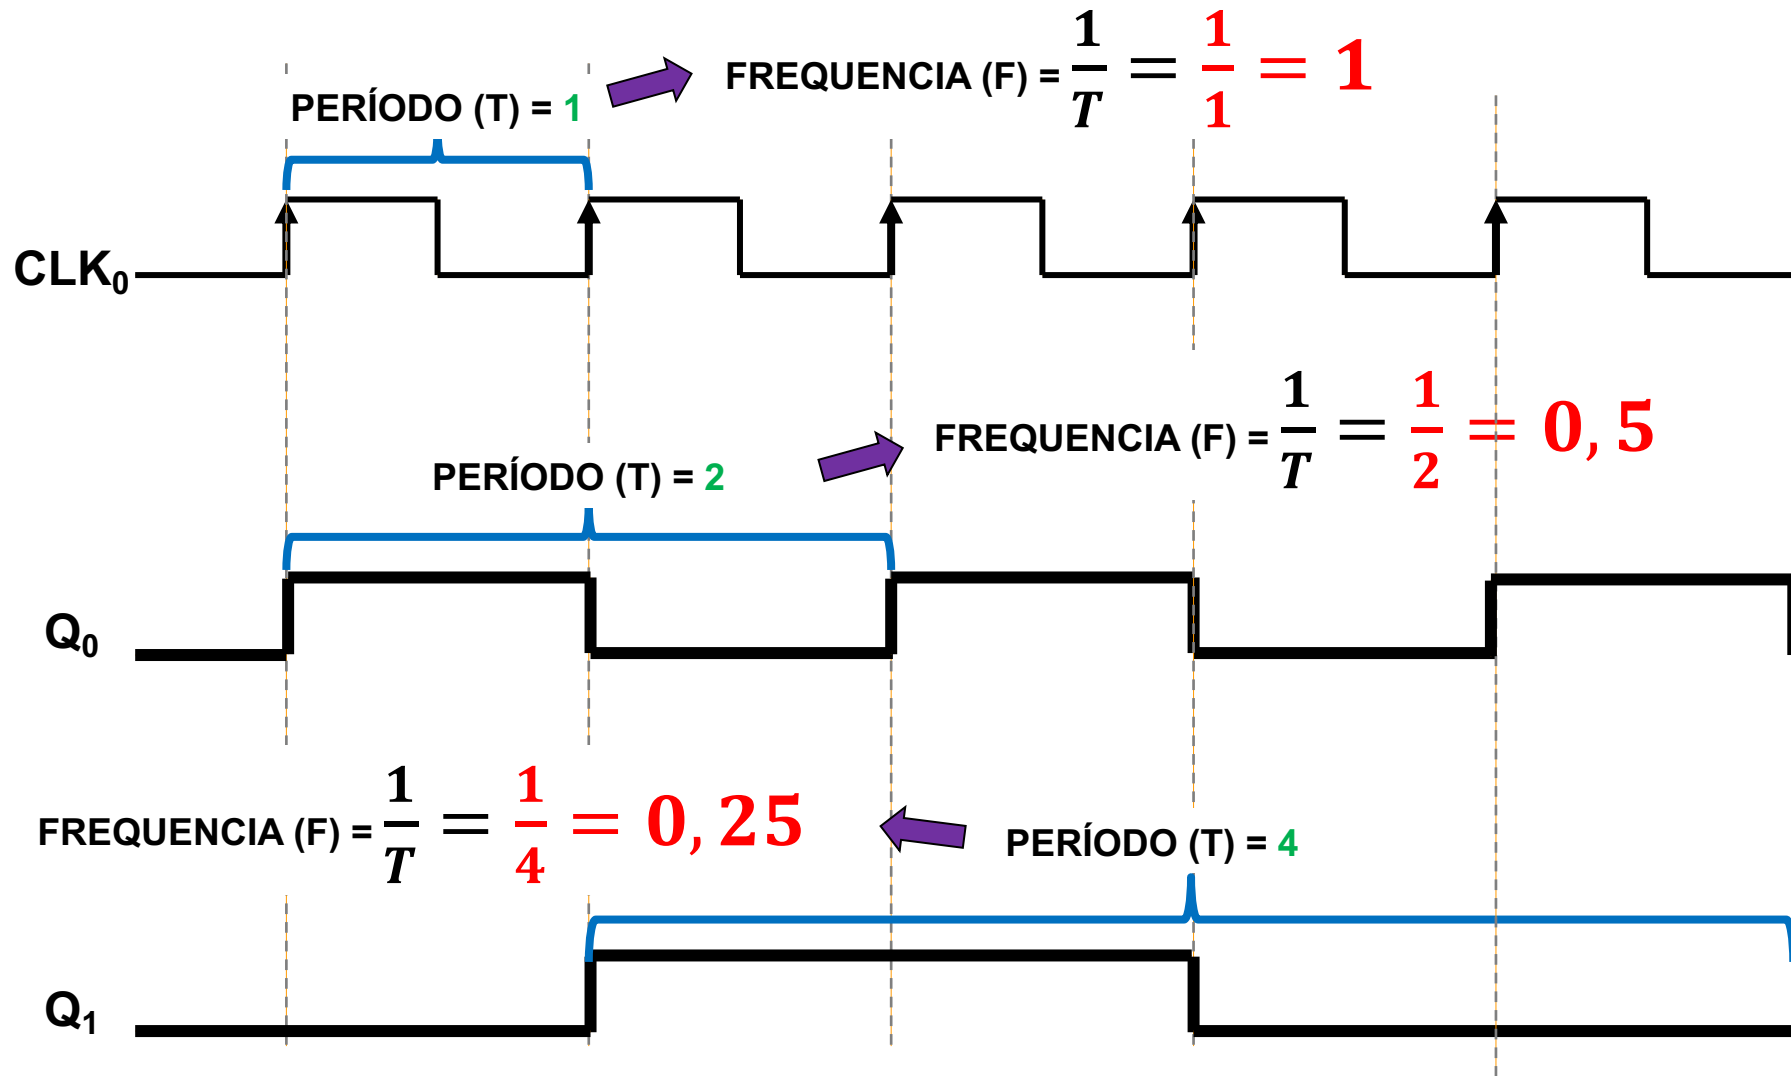 FREQUENCIA (F) = 1/T = 1/1 = 1
PERÍODO (T) = 1
CLK₀
FREQUENCIA (F) = 1/T = 1/2 = 0,5
PERÍODO (T) = 2
Q₀
FREQUENCIA (F) = 1/T = 1/4 = 0,25
PERÍODO (T) = 4
Q₁